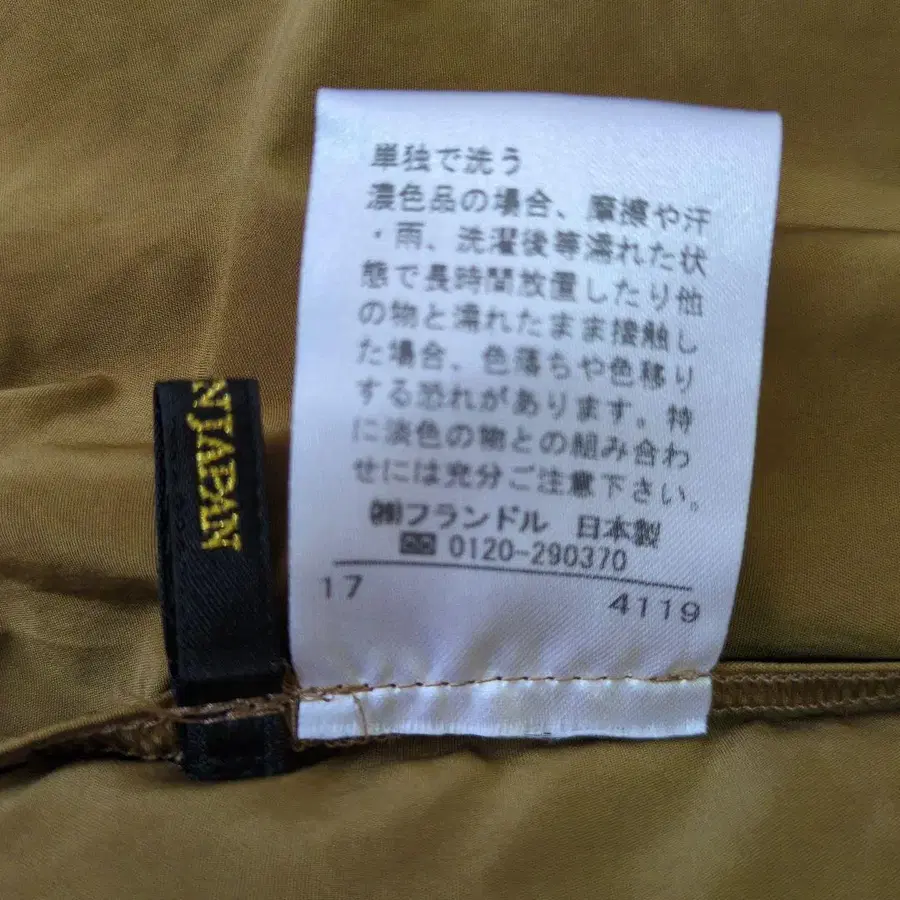 単独で洗う
濃色品の場合、摩擦や汗
・雨、洗濯後等濡れた状
態で長時間放置したり他
の物と濡れたまま接触し
た場合、色落ちや色移り
する恐れがあります。特
に淡色の物との組み合わ
せには充分ご注意下さい。
㈱フランドル 日本製
0120-290370
17 4119
N JAPAN